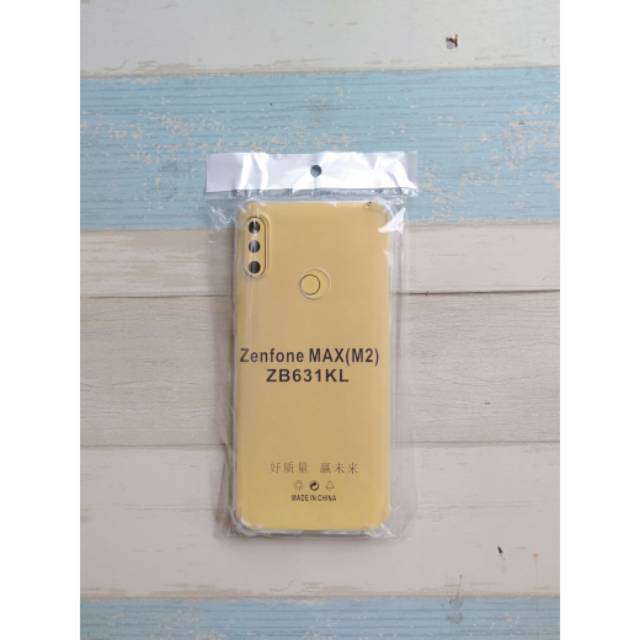 Zenfone MAX(M2)
ZB631KL
好质量 赢未来
MADE IN CHINA